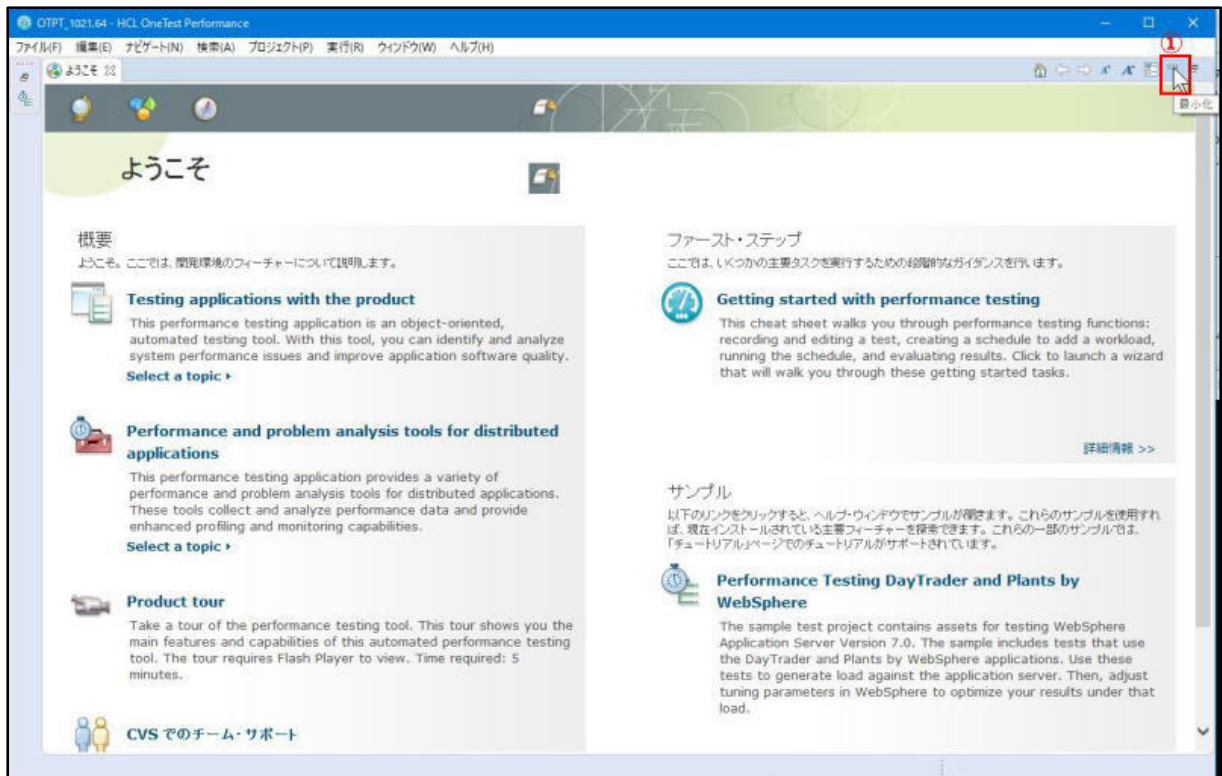 OTPT_1021.64 - HCL OneTest Performance
ファイル(F) 編集(E) ナビゲート(N) 検索(A) プロジェクト(P) 実行(R) ウィンドウ(W) ヘルプ(H)
①
ようこそ
最小化
ようこそ
概要
ようこそ。ここでは、開発環境のフィーチャーについて説明します。
Testing applications with the product
This performance testing application is an object-oriented,
automated testing tool. With this tool, you can identify and analyze
system performance issues and improve application software quality.
Select a topic
Performance and problem analysis tools for distributed
applications
This performance testing application provides a variety of
performance and problem analysis tools for distributed applications.
These tools collect and analyze performance data and provide
enhanced profiling and monitoring capabilities.
Select a topic
Product tour
Take a tour of the performance testing tool. This tour shows you the
main features and capabilities of this automated performance testing
tool. The tour requires Flash Player to view. Time required: 5
minutes.
CVS でのチーム・サポート
ファースト・ステップ
ここでは、いくつかの主要タスクを実行するための段階的なガイダンスを行います。
Getting started with performance testing
This cheat sheet walks you through performance testing functions:
recording and editing a test, creating a schedule to add a workload,
running the schedule, and evaluating results. Click to launch a wizard
that will walk you through these getting started tasks.
詳細情報 >>
サンプル
以下のリンクをクリックすると、ヘルプ・ウィンドウでサンプルが開きます。これらのサンプルを使用すれ
ば、現在インストールされている主要フィーチャーを探索できます。これらの一部のサンプルでは、
「チュートリアル」ページでのチュートリアルがサポートされています。
Performance Testing DayTrader and Plants by
WebSphere
The sample test project contains assets for testing WebSphere
Application Server Version 7.0. The sample includes tests that use
the DayTrader and Plants by WebSphere applications. Use these
tests to generate load against the application server. Then, adjust
tuning parameters in WebSphere to optimize your results under that
load.